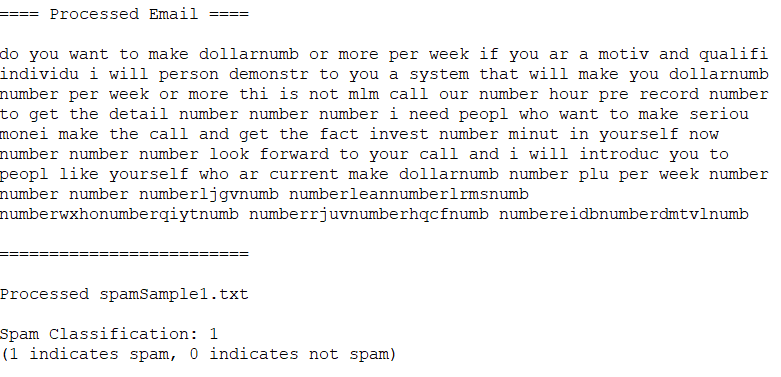 ==== Processed Email ====
do you want to make dollarnumb or more per week if you ar a motiv and qualifi
individu i will person demonstr to you a system that will make you dollarnumb
number per week or more thi is not mlm call our number hour pre record number
to get the detail number number number i need peopl who want to make seriou
monei make the call and get the fact invest number minut in yourself now
number number number look forward to your call and i will introduc you to
peopl like yourself who ar current make dollarnumb number plu per week number
number number numberljgvnumb numberleannumberlrmsnumb
numberwxhonumberqiytnumb numberrjuvnumberhqcfnumb numbereidbnumberdmtvlnumb
=========================
Processed spamSample1.txt
Spam Classification: 1
(1 indicates spam, 0 indicates not spam)